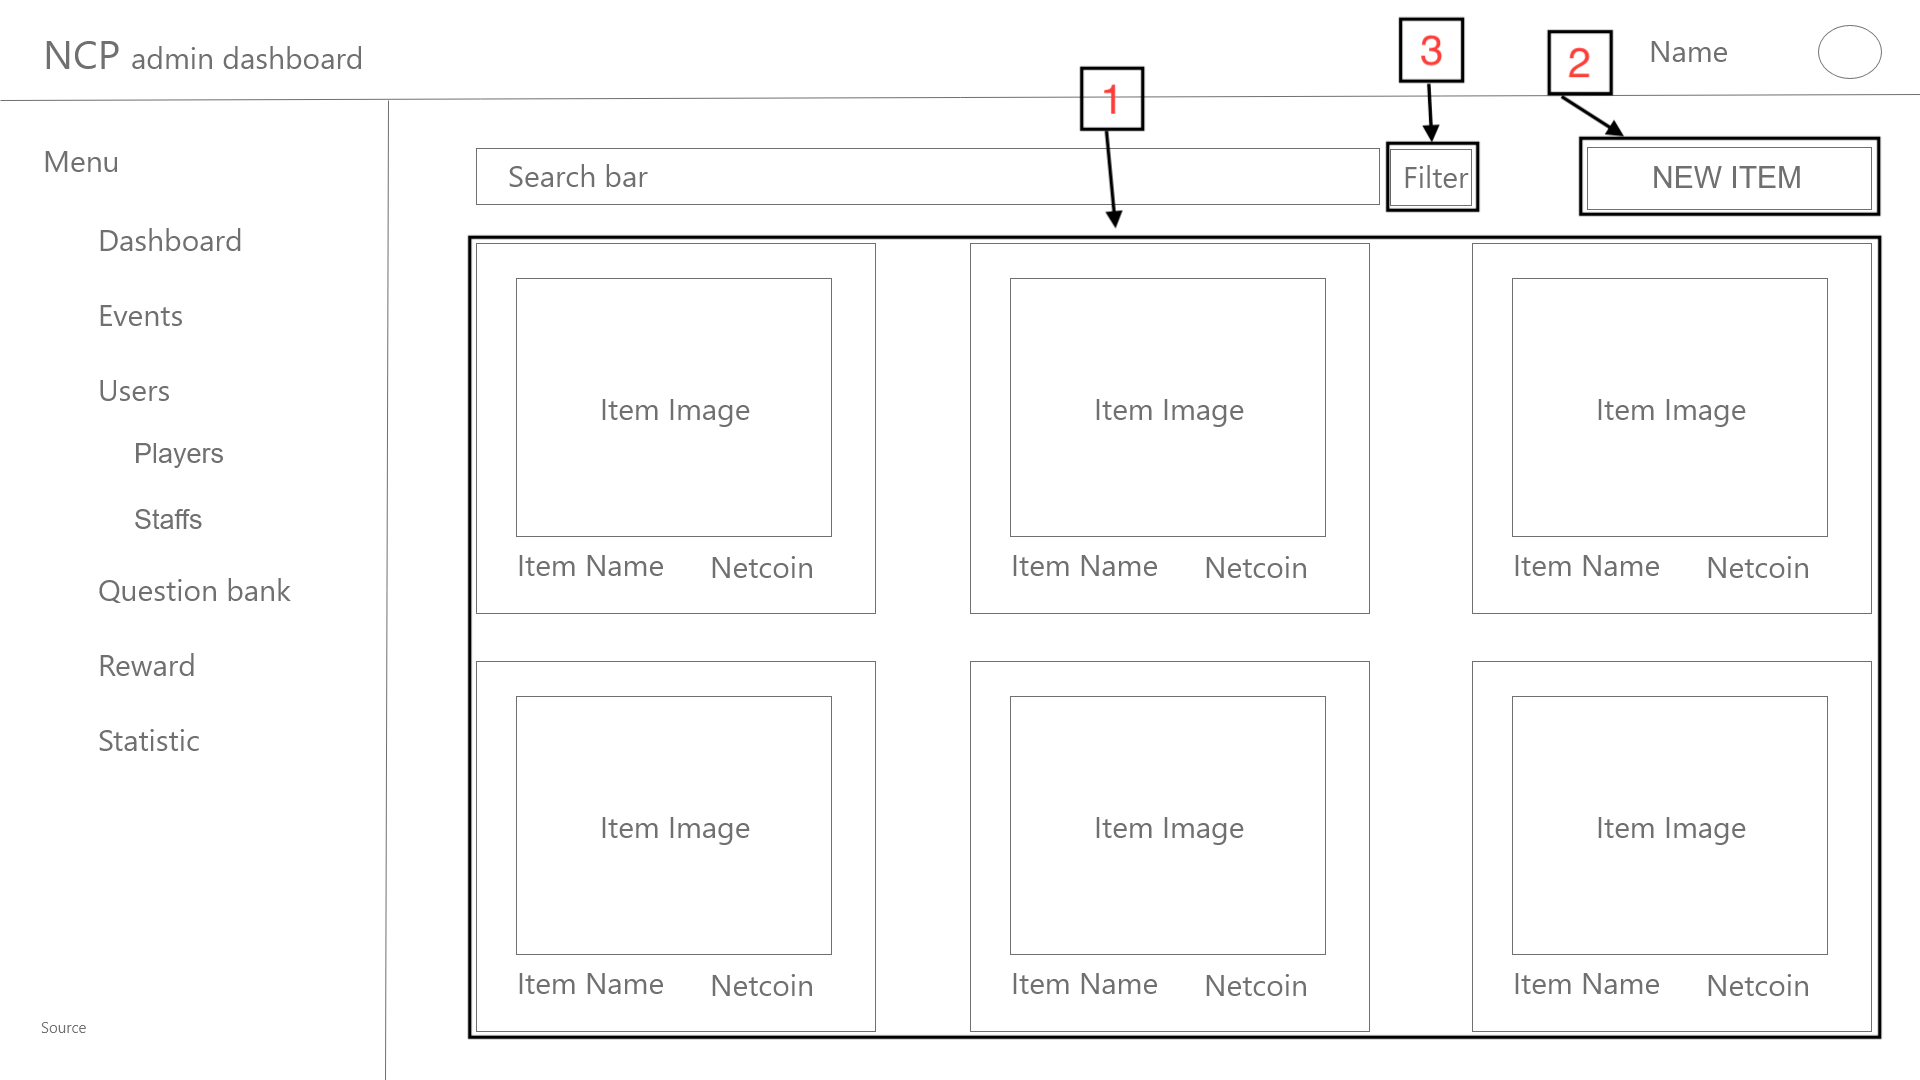 NCP admin dashboard
3
2
Name
1
Menu
Search bar
Filter
NEW ITEM
Dashboard
Events
Users
Players
Staffs
Question bank
Reward
Statistic
Source
Item Image
Item Name Netcoin
Item Image
Item Name Netcoin
Item Image
Item Name Netcoin
Item Image
Item Name Netcoin
Item Image
Item Name Netcoin
Item Image
Item Name Netcoin